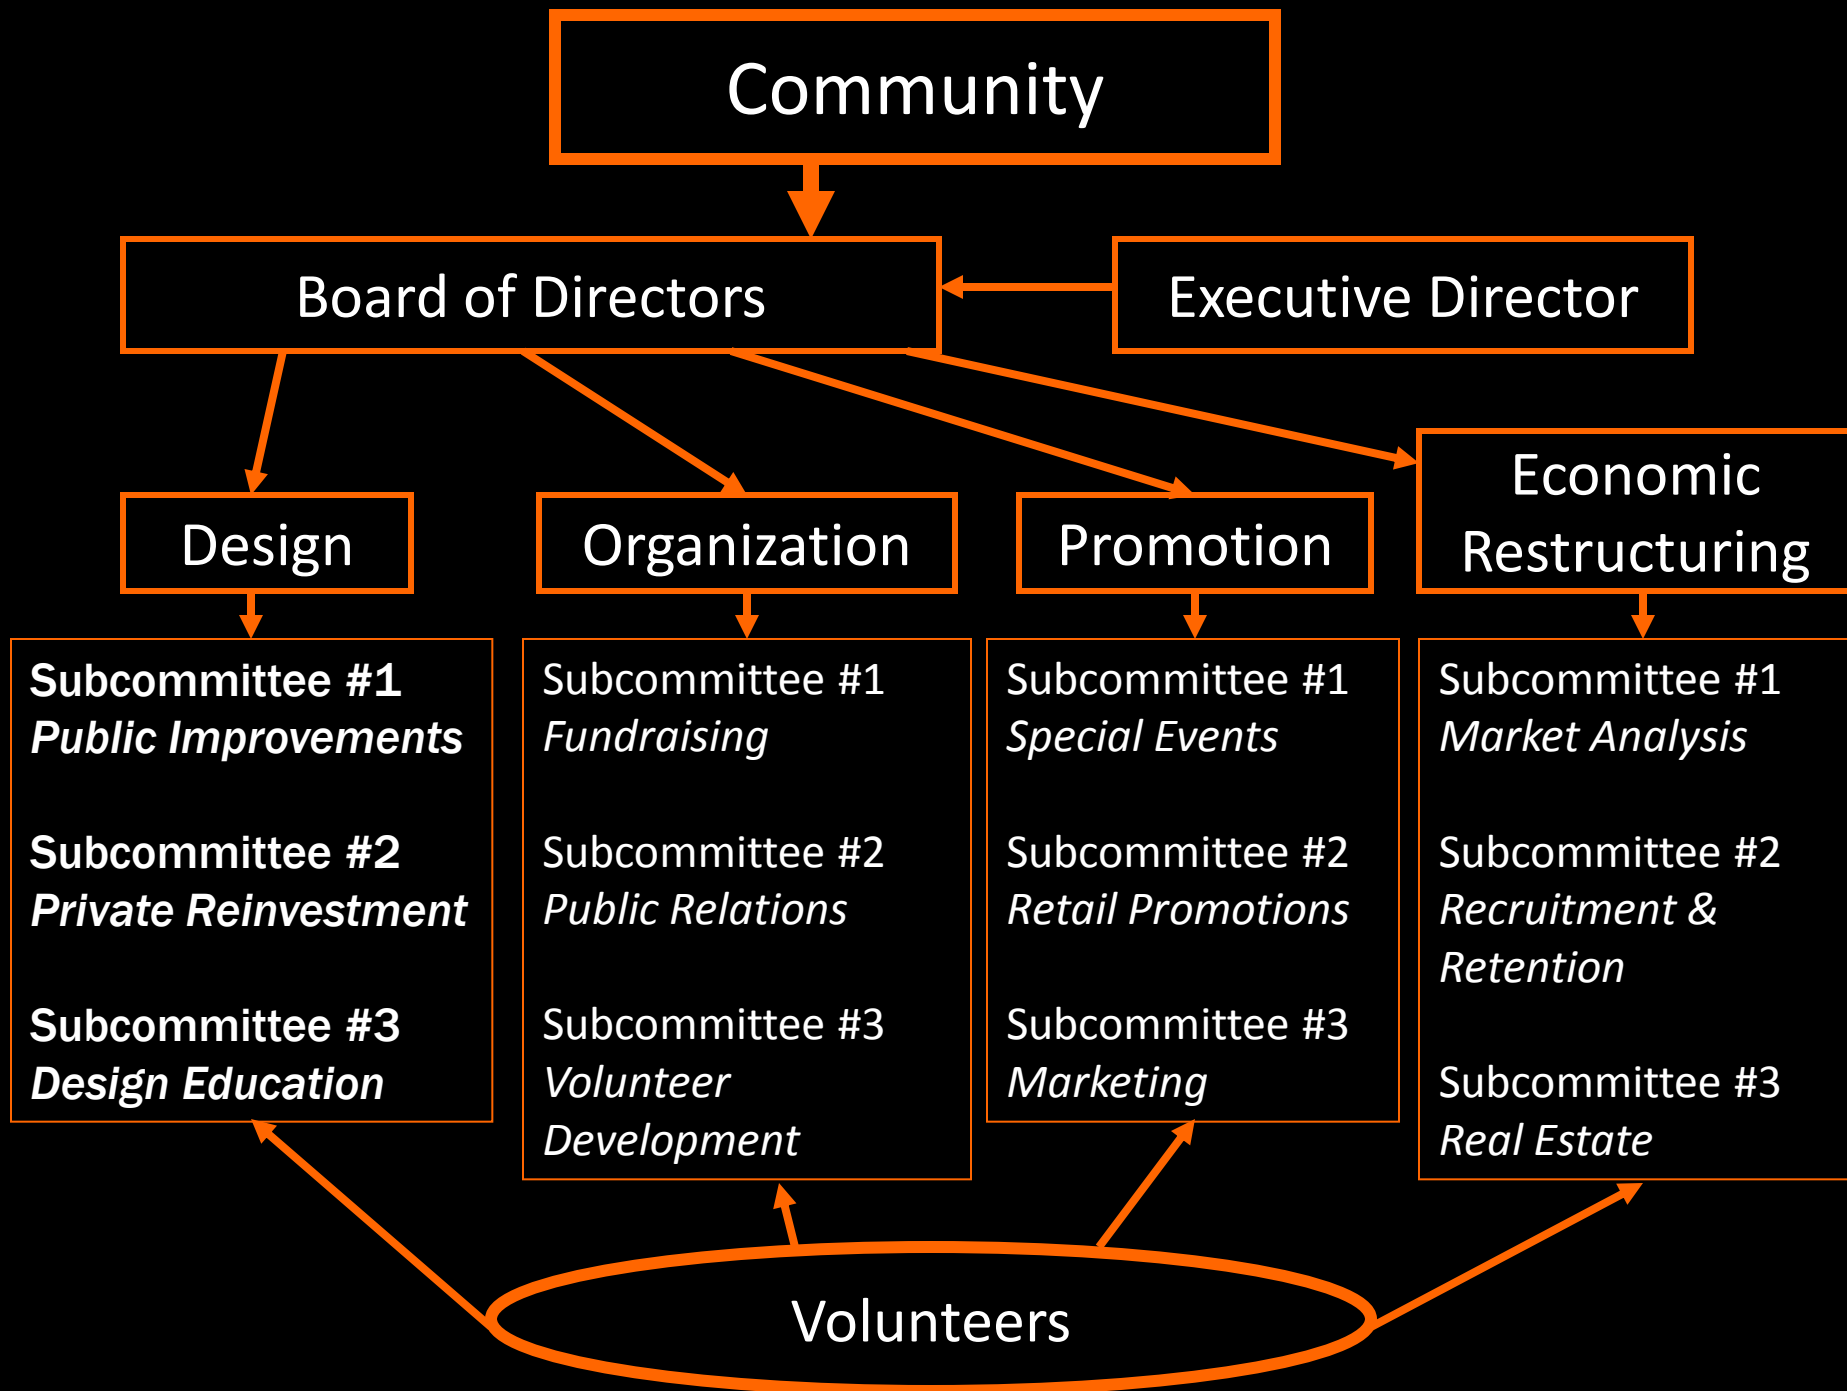 Community
Board of Directors
Executive Director
Design
Organization
Promotion
Economic
Restructuring
Subcommittee #1
Public Improvements
Subcommittee #2
Private Reinvestment
Subcommittee #3
Design Education
Subcommittee #1
Fundraising
Subcommittee #2
Public Relations
Subcommittee #3
Volunteer
Development
Subcommittee #1
Special Events
Subcommittee #2
Retail Promotions
Subcommittee #3
Marketing
Subcommittee #1
Market Analysis
Subcommittee #2
Recruitment &
Retention
Subcommittee #3
Real Estate
Volunteers